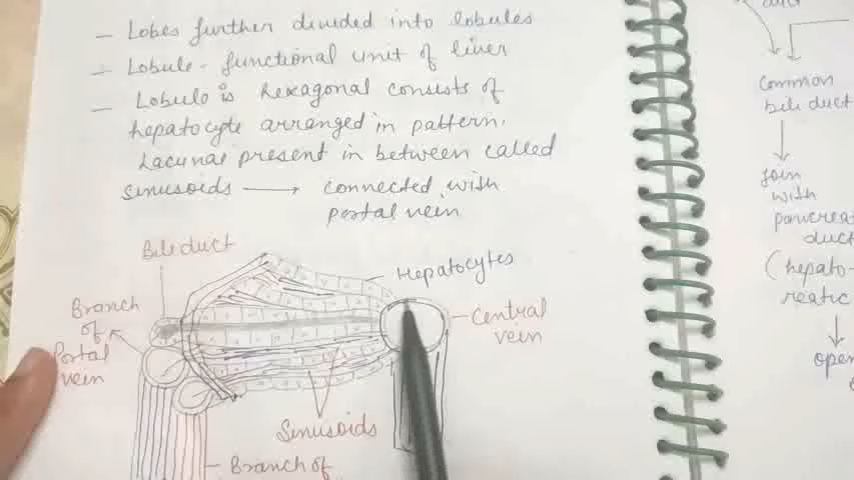 – Lobes further divided into lobules
– Lobule - functional unit of liver
– Lobule is hexagonal consists of
hepatocyte arranged in pattern.
Lacunae present in between called
sinusoids → connected with
portal vein
Bile duct
Hepatocytes
Branch
of
Portal
vein
Central
vein
Sinusoids
Branch of
duct
Common
bile duct
↓
join
with
pancrea
duct
(hepato-
reatic
↓
open